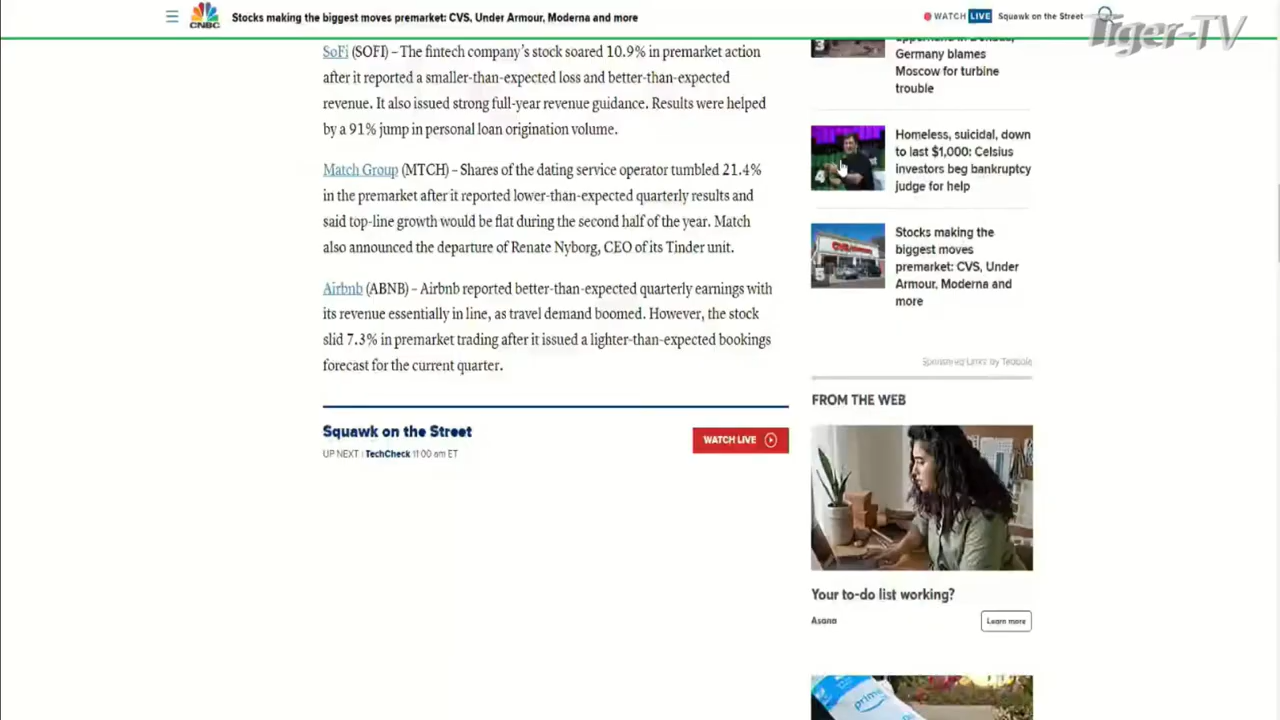 CNBC
Stocks making the biggest moves premarket: CVS, Under Armour, Moderna and more
WATCH LIVE
Squawk on the Street
Tiger-TV
SoFi (SOFI) – The fintech company's stock soared 10.9% in premarket action
after it reported a smaller-than-expected loss and better-than-expected
revenue. It also issued strong full-year revenue guidance. Results were helped
by a 91% jump in personal loan origination volume.
Match Group (MTCH) – Shares of the dating service operator tumbled 21.4%
in the premarket after it reported lower-than-expected quarterly results and
said top-line growth would be flat during the second half of the year. Match
also announced the departure of Renate Nyborg, CEO of its Tinder unit.
Airbnb (ABNB) – Airbnb reported better-than-expected quarterly earnings with
its revenue essentially in line, as travel demand boomed. However, the stock
slid 7.3% in premarket trading after it issued a lighter-than-expected bookings
forecast for the current quarter.
Squawk on the Street
UP NEXT | TechCheck 11:00 am ET
WATCH LIVE
3
Germany blames
Moscow for turbine
trouble
4
Homeless, suicidal, down
to last $1,000: Celsius
investors beg bankruptcy
judge for help
5
Stocks making the
biggest moves
premarket: CVS, Under
Armour, Moderna and
more
Sponsored Links by Taboola
FROM THE WEB
Your to-do list working?
Asana
Learn more
prime